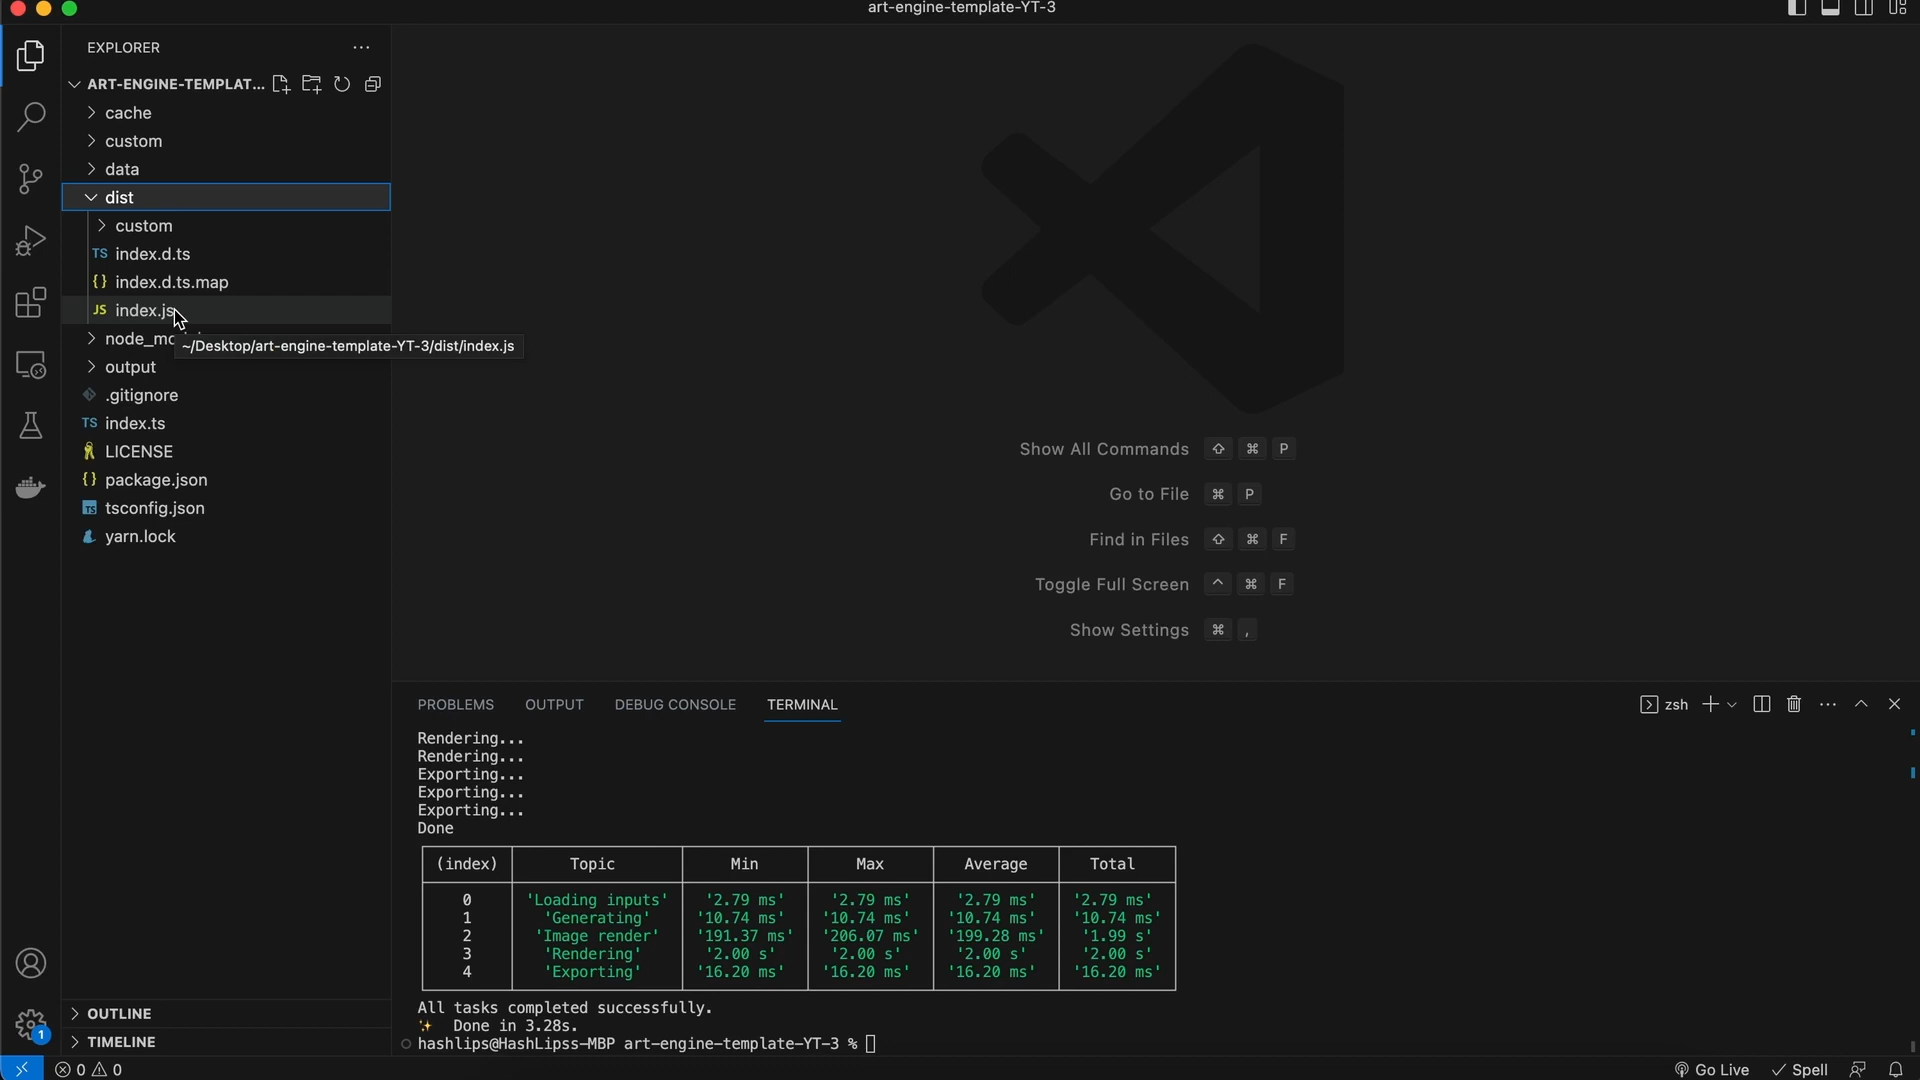 art-engine-template-YT-3
EXPLORER
ART-ENGINE-TEMPLAT...
cache
custom
data
dist
custom
TS index.d.ts
{} index.d.ts.map
JS index.js
node_mo
~/Desktop/art-engine-template-YT-3/dist/index.js
output
.gitignore
TS index.ts
LICENSE
{} package.json
TS tsconfig.json
yarn.lock
Show All Commands ⇧ ⌘ P
Go to File ⌘ P
Find in Files ⇧ ⌘ F
Toggle Full Screen ^ ⌘ F
Show Settings ⌘ ,
PROBLEMS OUTPUT DEBUG CONSOLE TERMINAL
zsh
Rendering...
Rendering...
Exporting...
Exporting...
Exporting...
Done
(index) Topic Min Max Average Total
0 'Loading inputs' '2.79 ms' '2.79 ms' '2.79 ms' '2.79 ms'
1 'Generating' '10.74 ms' '10.74 ms' '10.74 ms' '10.74 ms'
2 'Image render' '191.37 ms' '206.07 ms' '199.28 ms' '1.99 s'
3 'Rendering' '2.00 s' '2.00 s' '2.00 s' '2.00 s'
4 'Exporting' '16.20 ms' '16.20 ms' '16.20 ms' '16.20 ms'
All tasks completed successfully.
✨ Done in 3.28s.
hashlips@HashLipss-MBP art-engine-template-YT-3 %
OUTLINE
TIMELINE
1
0 0
Go Live
Spell